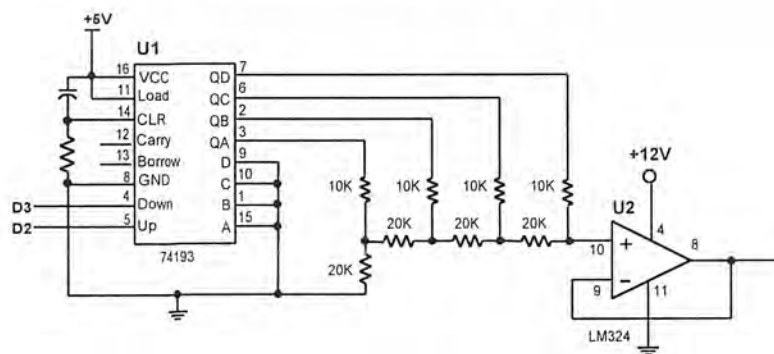 +5V
U1
16 VCC QD 7
11 Load QC 6
14 CLR QB 2
12 Carry QA 3
13 Borrow D 9
8 GND C 10
D3 4 Down B 1
D2 5 Up A 15
74193
10K 10K 10K 10K
20K 20K 20K
20K
+12V
U2
4
10 + 8
9 − 11
LM324